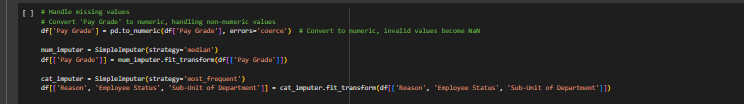 [ ] # Handle missing values
# Convert 'Pay Grade' to numeric, handling non-numeric values
df['Pay Grade'] = pd.to_numeric(df['Pay Grade'], errors='coerce')  # Convert to numeric, invalid values become NaN
num_imputer = SimpleImputer(strategy='median')
df[['Pay Grade']] = num_imputer.fit_transform(df[['Pay Grade']])
cat_imputer = SimpleImputer(strategy='most_frequent')
df[['Reason', 'Employee Status', 'Sub-Unit of Department']] = cat_imputer.fit_transform(df[['Reason', 'Employee Status', 'Sub-Unit of Department']])